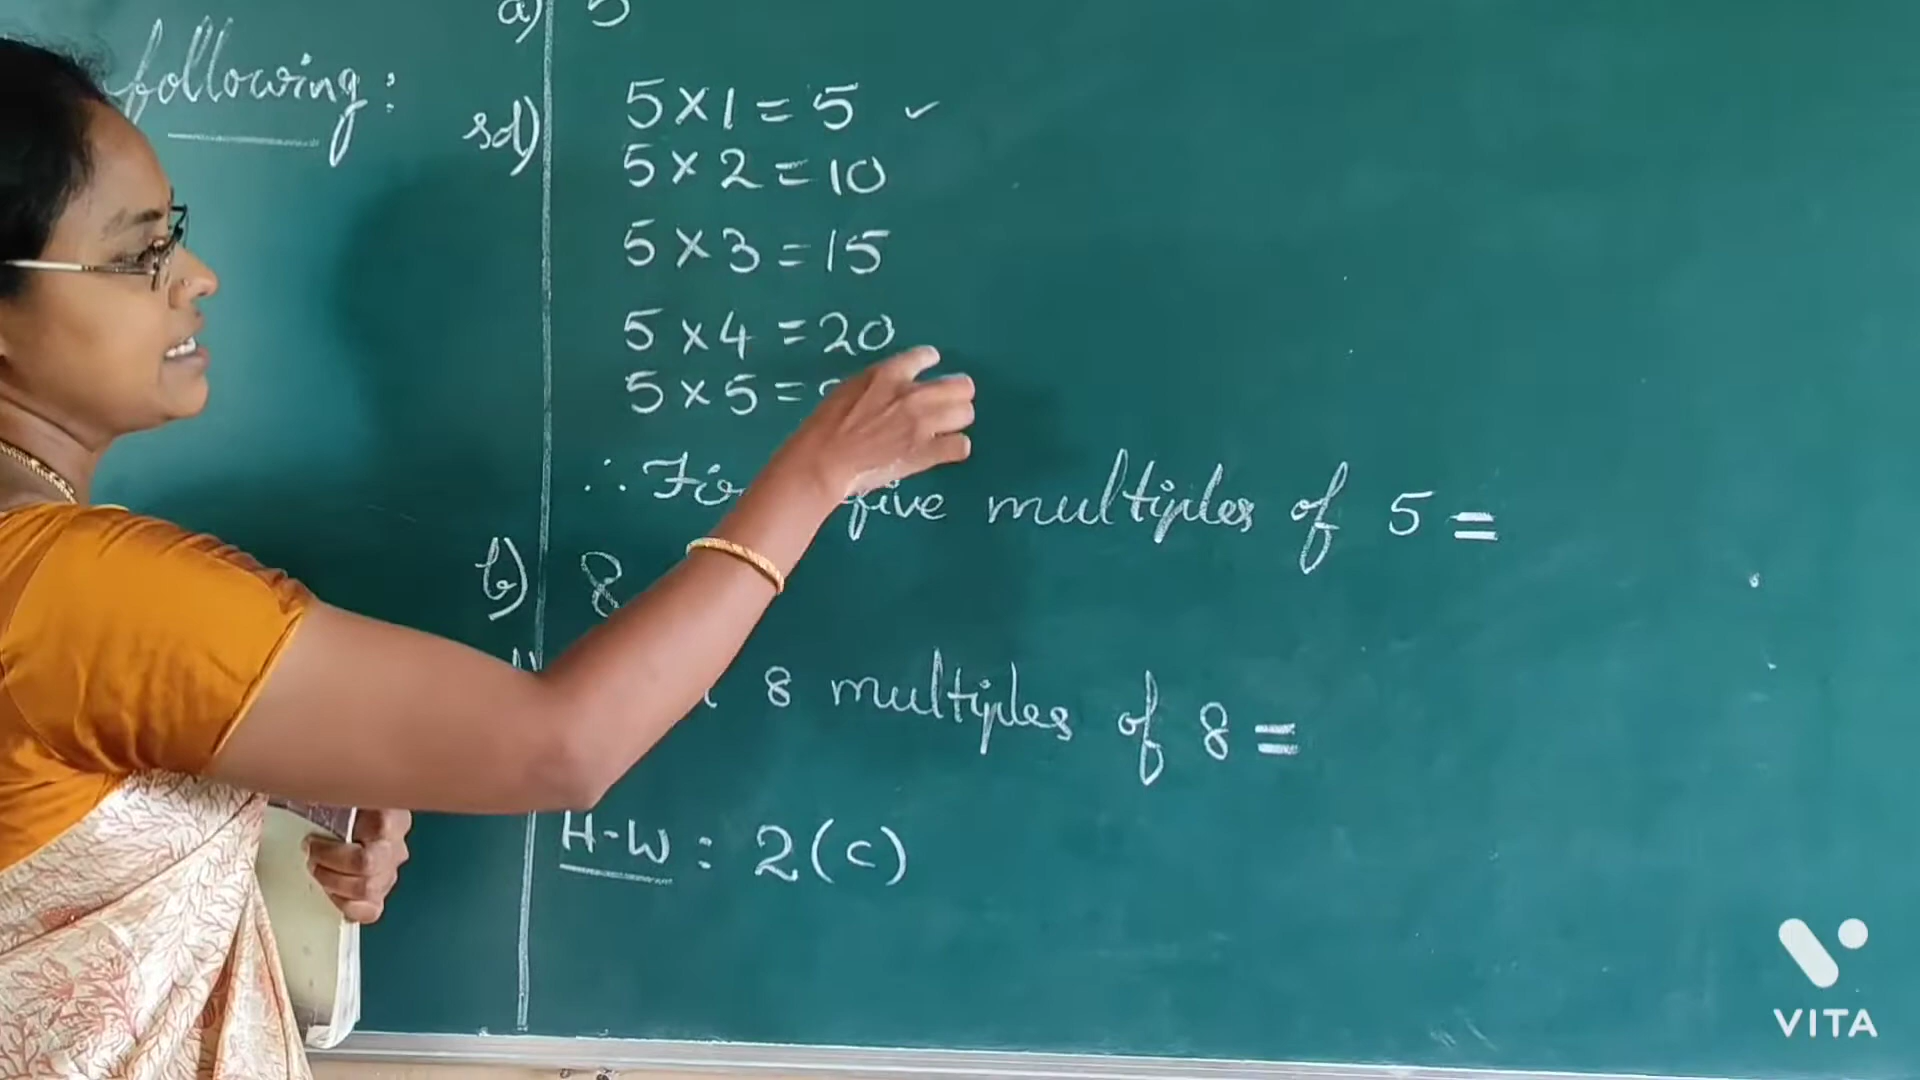 following:
a) 5
sol) 5 × 1 = 5 ✓
5 × 2 = 10
5 × 3 = 15
5 × 4 = 20
5 × 5 =
∴ five multiples of 5 =
b) 8
8 multiples of 8 =
H-W : 2(c)
VITA